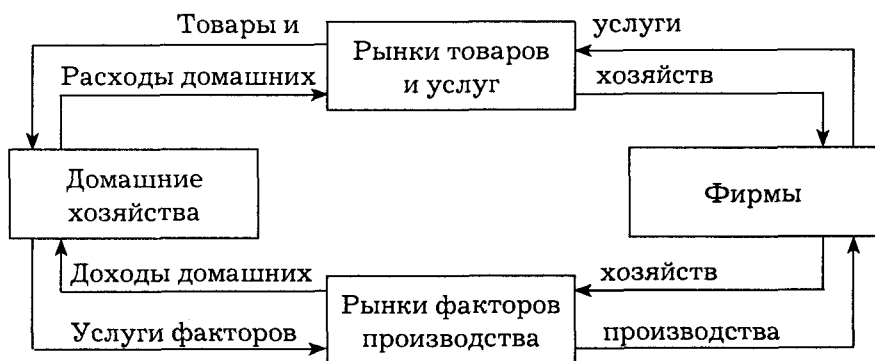 Товары и услуги
Рынки товаров
и услуг
Расходы домашних хозяйств
Домашние
хозяйства
Фирмы
Доходы домашних хозяйств
Рынки факторов
производства
Услуги факторов производства